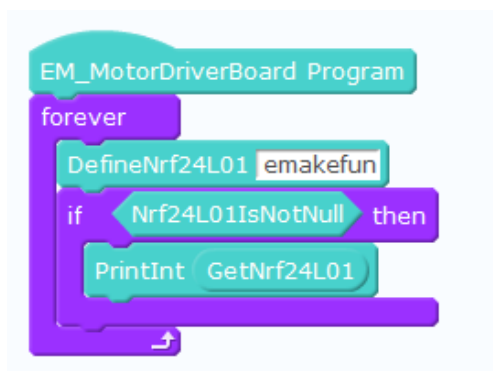 EM_MotorDriverBoard Program
forever
DefineNrf24L01 emakefun
if Nrf24L01IsNotNull then
PrintInt GetNrf24L01